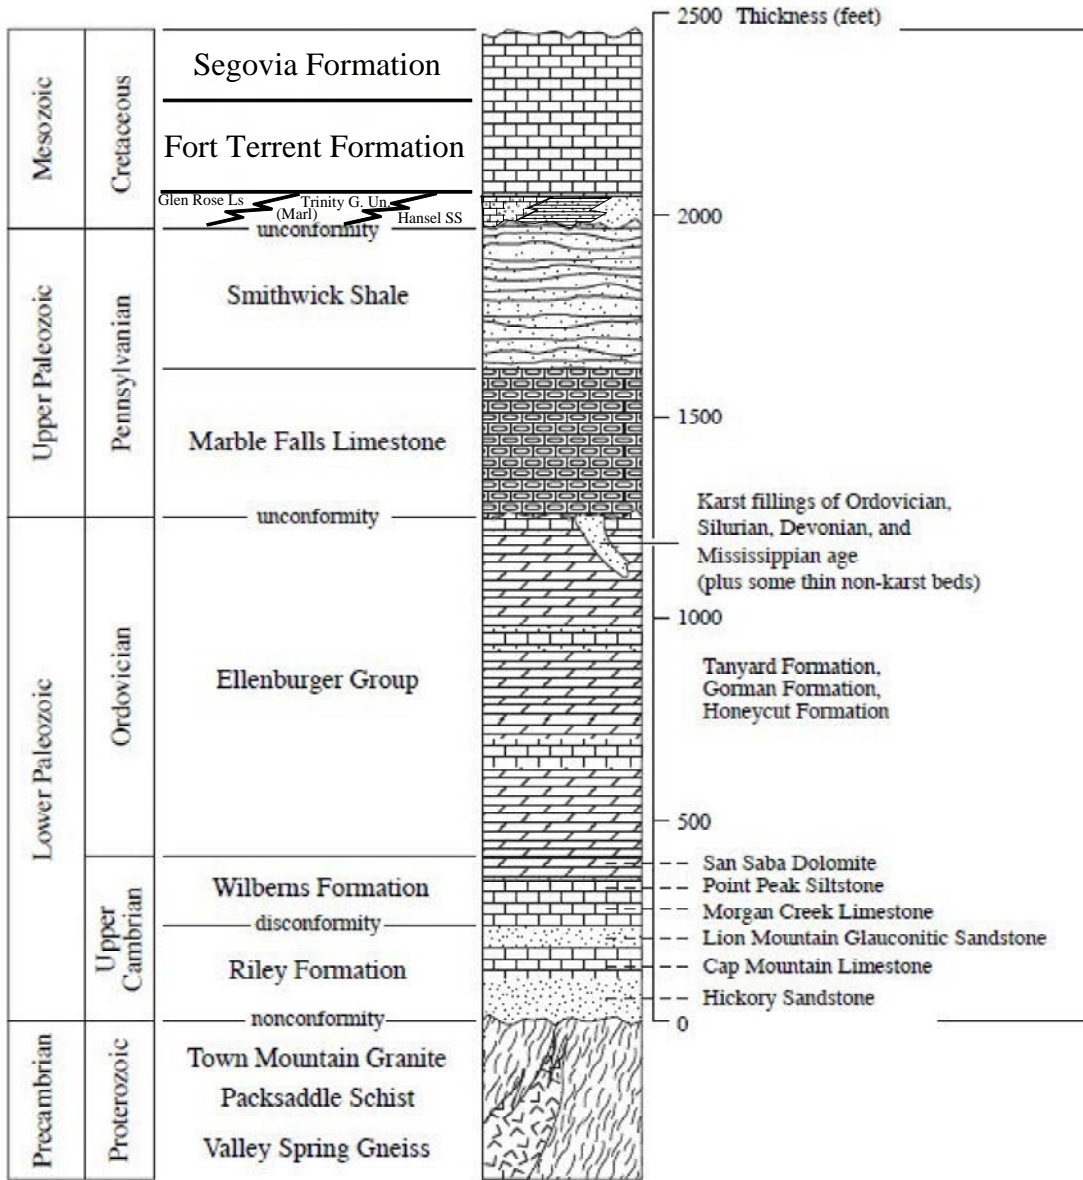 2500 Thickness (feet)
Mesozoic
Cretaceous
Segovia Formation
Fort Terrent Formation
Glen Rose Ls
(Marl)
Trinity G. Un.
Hansel SS
2000
unconformity
Upper Paleozoic
Pennsylvanian
Smithwick Shale
Marble Falls Limestone
1500
unconformity
Karst fillings of Ordovician,
Silurian, Devonian, and
Mississippian age
(plus some thin non-karst beds)
1000
Lower Paleozoic
Ordovician
Ellenburger Group
Tanyard Formation,
Gorman Formation,
Honeycut Formation
500
Upper
Cambrian
Wilberns Formation
San Saba Dolomite
Point Peak Siltstone
Morgan Creek Limestone
disconformity
Lion Mountain Glauconitic Sandstone
Riley Formation
Cap Mountain Limestone
Hickory Sandstone
nonconformity
0
Precambrian
Proterozoic
Town Mountain Granite
Packsaddle Schist
Valley Spring Gneiss